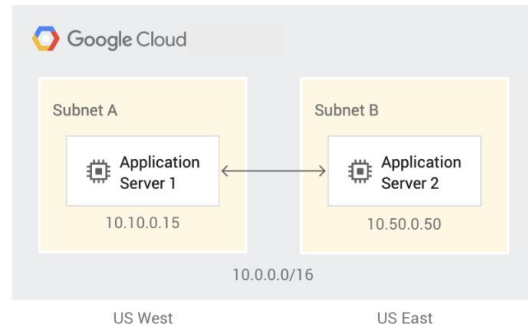 Google Cloud
Subnet A
Subnet B
Application
Server 1
Application
Server 2
10.10.0.15
10.50.0.50
10.0.0.0/16
US West
US East